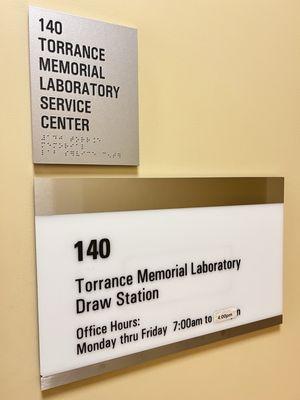 140
TORRANCE
MEMORIAL
LABORATORY
SERVICE
CENTER
140
Torrance Memorial Laboratory
Draw Station
Office Hours:
Monday thru Friday 7:00am to 4:00pm